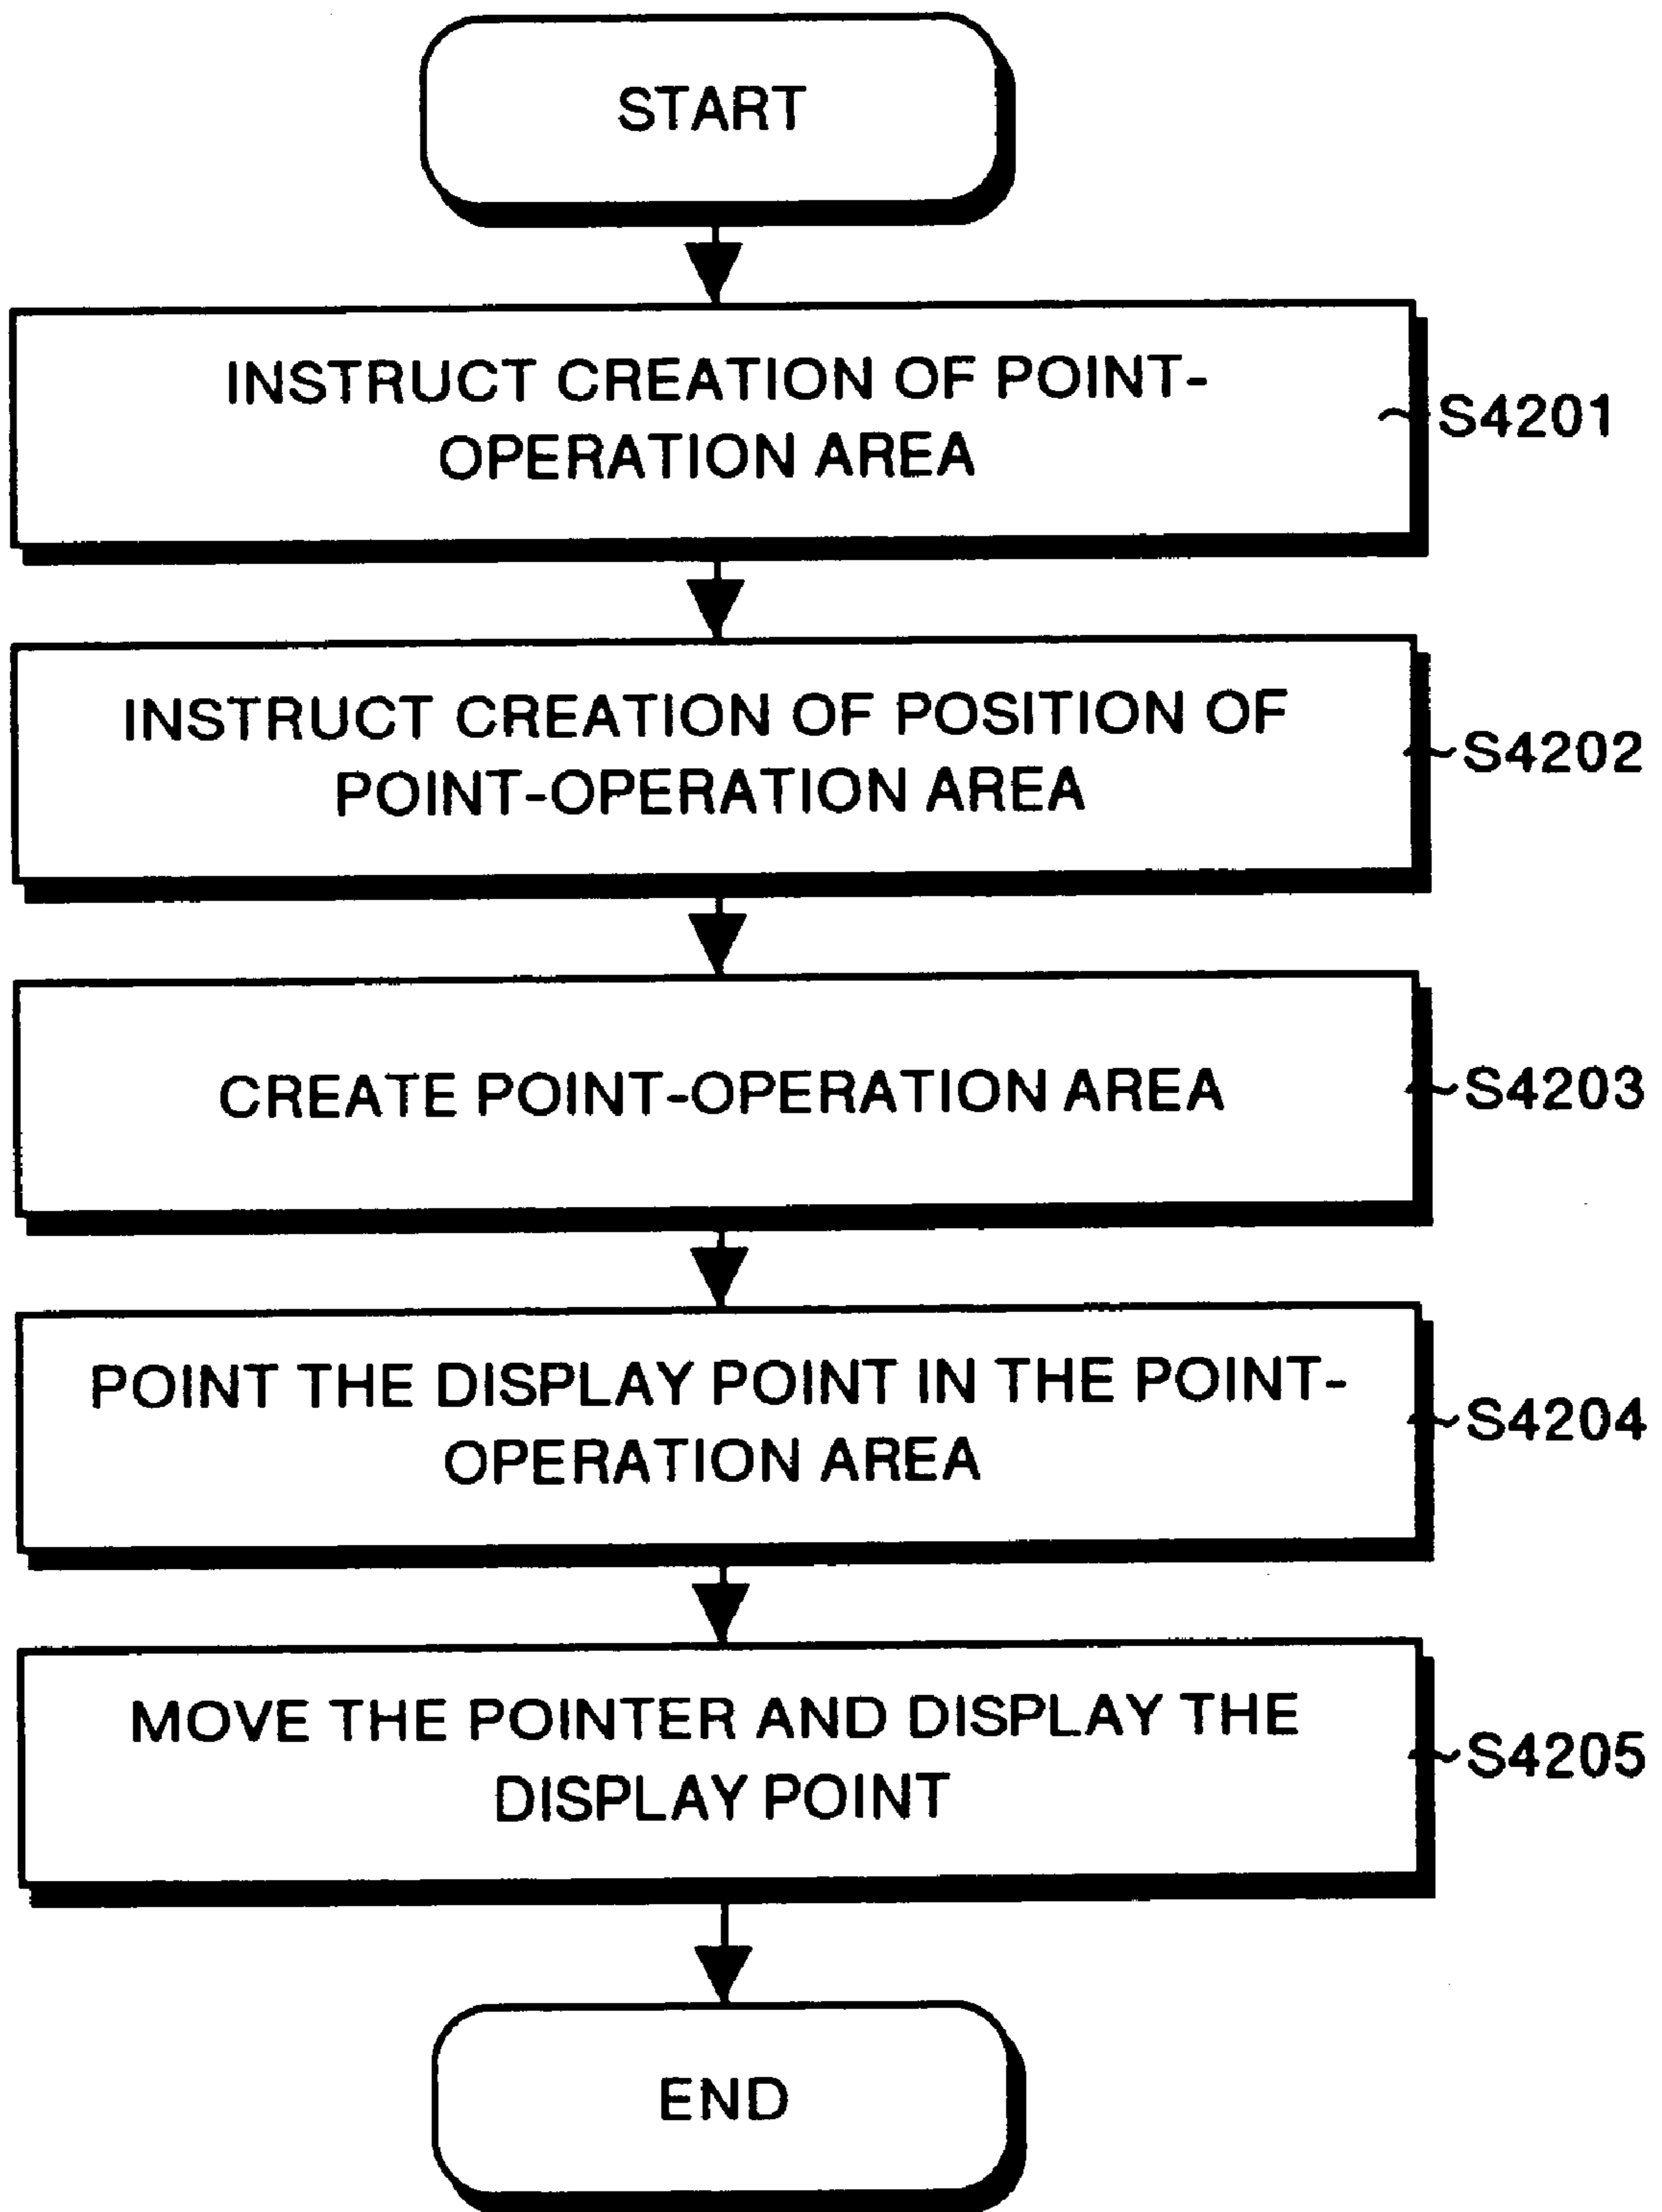 START
INSTRUCT CREATION OF POINT-
OPERATION AREA
S4201
INSTRUCT CREATION OF POSITION OF
POINT-OPERATION AREA
S4202
CREATE POINT-OPERATION AREA
S4203
POINT THE DISPLAY POINT IN THE POINT-
OPERATION AREA
S4204
MOVE THE POINTER AND DISPLAY THE
DISPLAY POINT
S4205
END